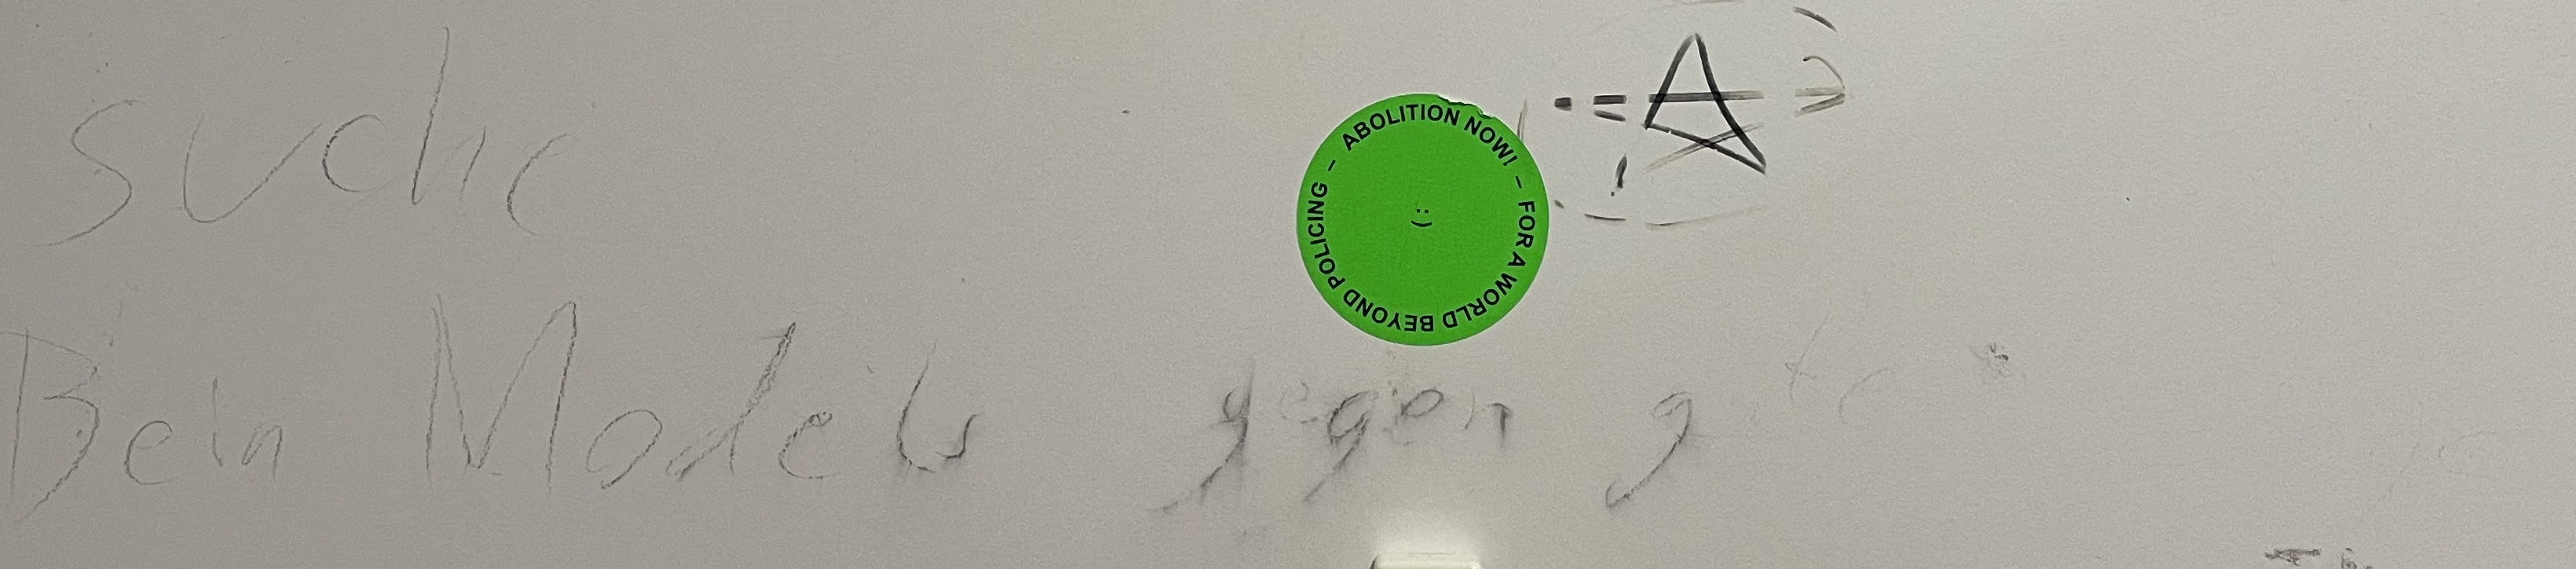 suche
ABOLITION NOW! – FOR A WORLD BEYOND POLICING –
:)
A
Bein Models gegen